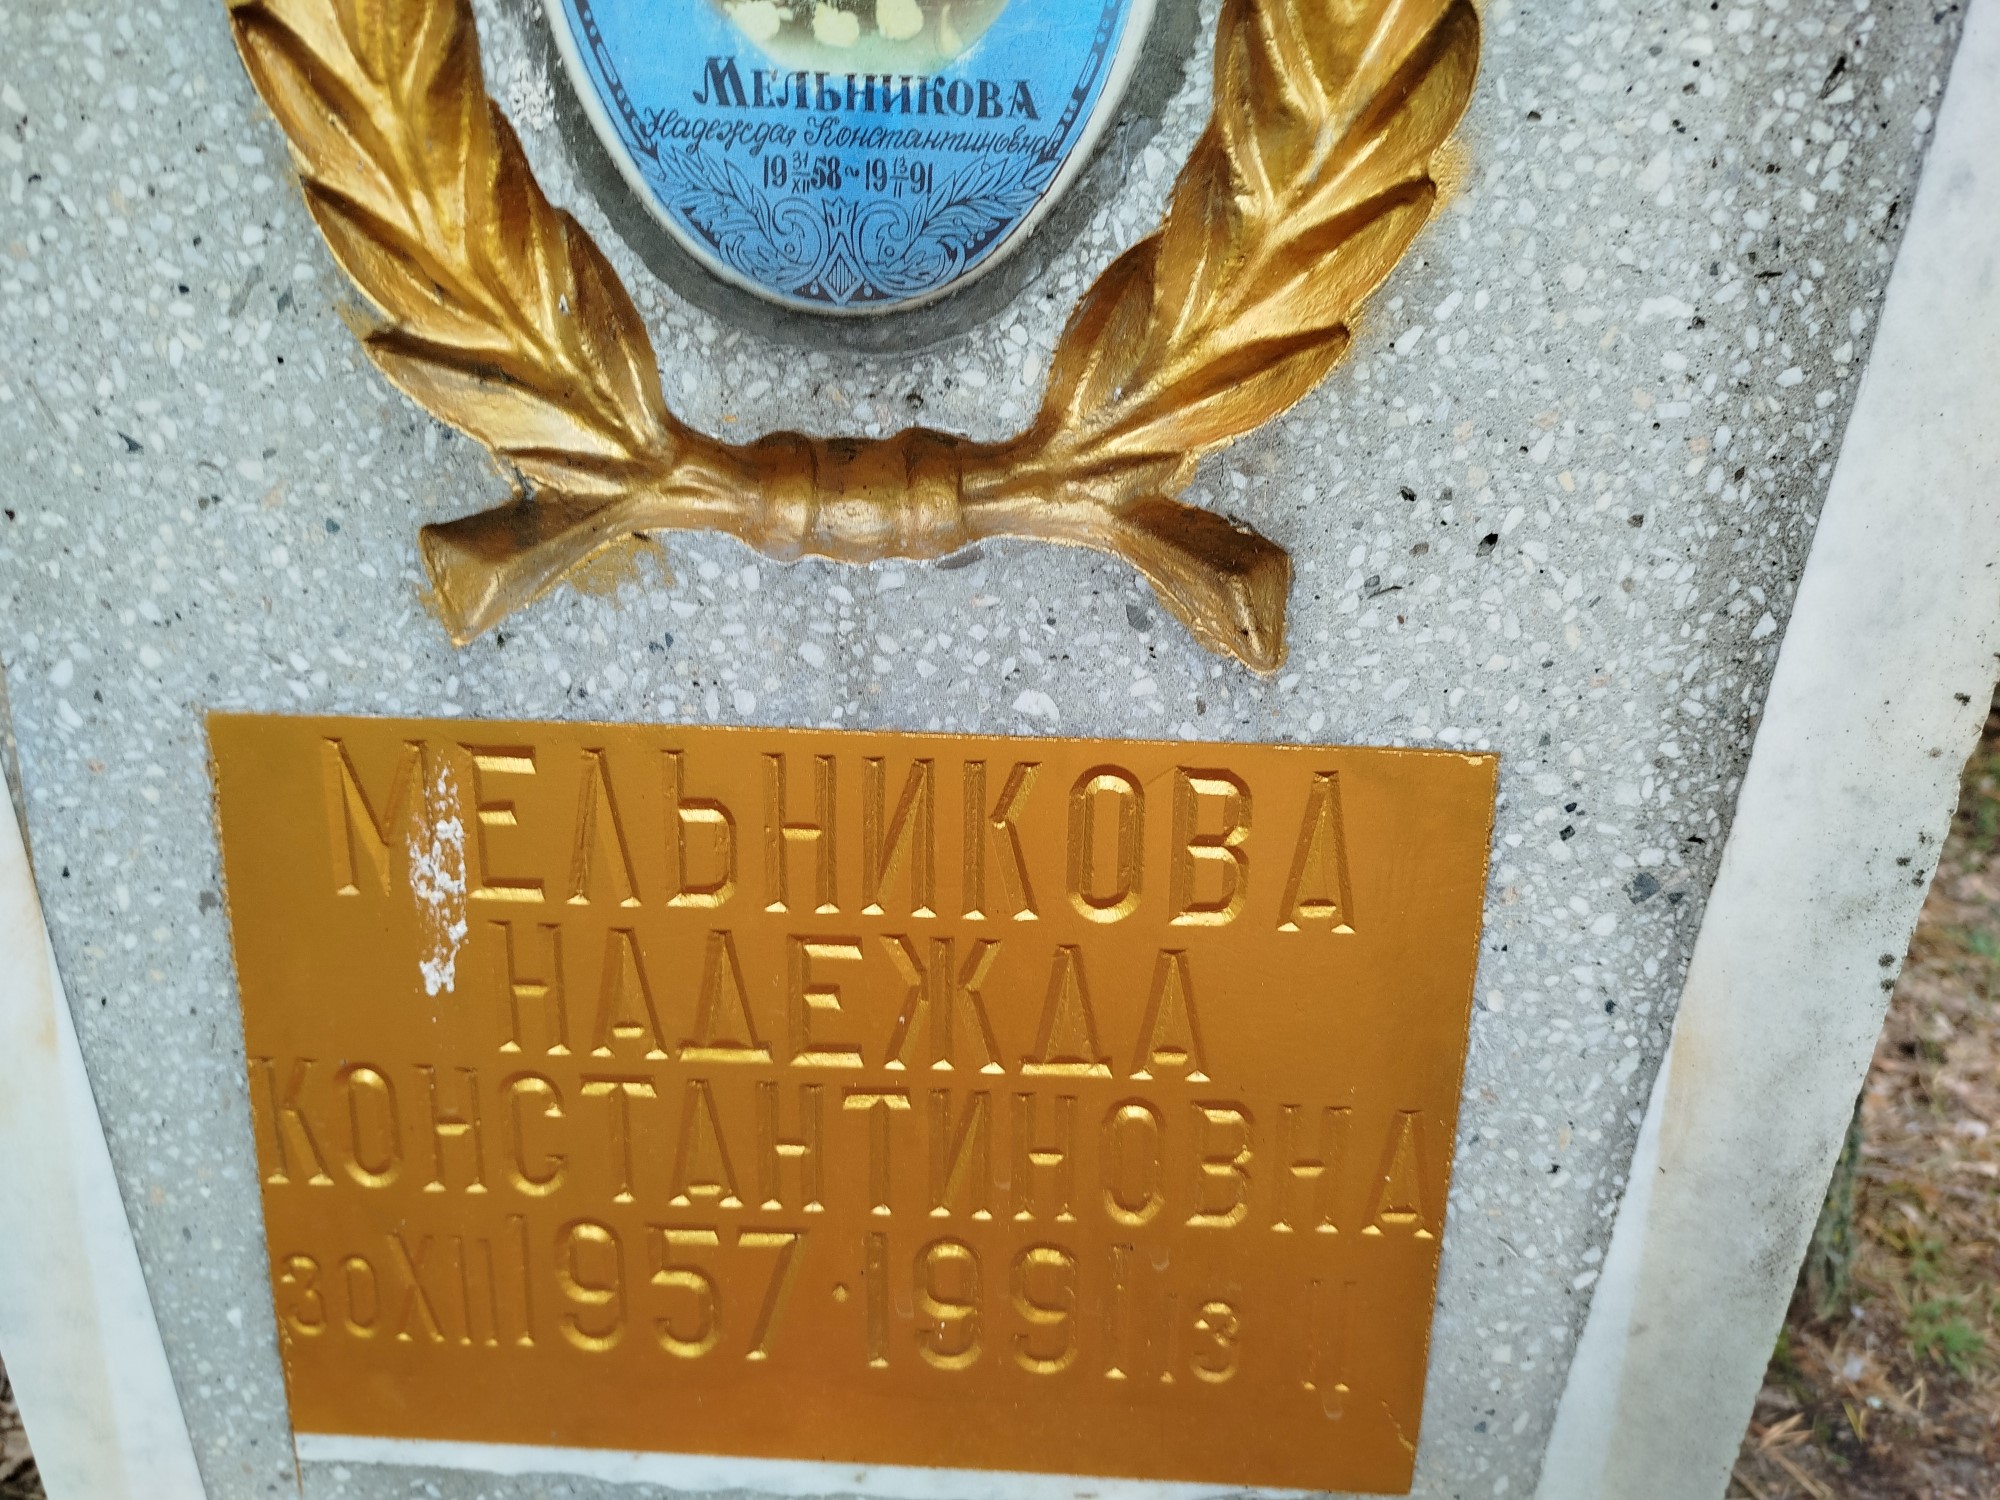 МЕЛЬНИКОВА
Надежда Константиновна
19 31/XII 58 ~ 19 13/II 91
МЕЛЬНИКОВА
НАДЕЖДА
КОНСТАНТИНОВНА
30 XII 1957 · 1991 13 II